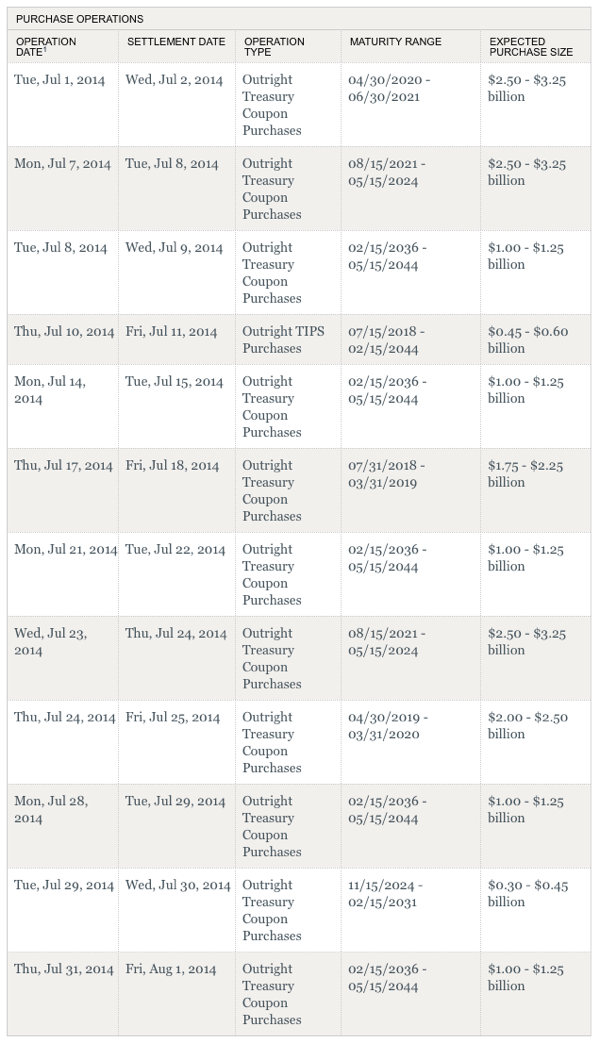 PURCHASE OPERATIONS
OPERATION DATE¹ SETTLEMENT DATE OPERATION TYPE MATURITY RANGE EXPECTED PURCHASE SIZE
Tue, Jul 1, 2014 Wed, Jul 2, 2014 Outright Treasury Coupon Purchases 04/30/2020 - 06/30/2021 $2.50 - $3.25 billion
Mon, Jul 7, 2014 Tue, Jul 8, 2014 Outright Treasury Coupon Purchases 08/15/2021 - 05/15/2024 $2.50 - $3.25 billion
Tue, Jul 8, 2014 Wed, Jul 9, 2014 Outright Treasury Coupon Purchases 02/15/2036 - 05/15/2044 $1.00 - $1.25 billion
Thu, Jul 10, 2014 Fri, Jul 11, 2014 Outright TIPS Purchases 07/15/2018 - 02/15/2044 $0.45 - $0.60 billion
Mon, Jul 14, 2014 Tue, Jul 15, 2014 Outright Treasury Coupon Purchases 02/15/2036 - 05/15/2044 $1.00 - $1.25 billion
Thu, Jul 17, 2014 Fri, Jul 18, 2014 Outright Treasury Coupon Purchases 07/31/2018 - 03/31/2019 $1.75 - $2.25 billion
Mon, Jul 21, 2014 Tue, Jul 22, 2014 Outright Treasury Coupon Purchases 02/15/2036 - 05/15/2044 $1.00 - $1.25 billion
Wed, Jul 23, 2014 Thu, Jul 24, 2014 Outright Treasury Coupon Purchases 08/15/2021 - 05/15/2024 $2.50 - $3.25 billion
Thu, Jul 24, 2014 Fri, Jul 25, 2014 Outright Treasury Coupon Purchases 04/30/2019 - 03/31/2020 $2.00 - $2.50 billion
Mon, Jul 28, 2014 Tue, Jul 29, 2014 Outright Treasury Coupon Purchases 02/15/2036 - 05/15/2044 $1.00 - $1.25 billion
Tue, Jul 29, 2014 Wed, Jul 30, 2014 Outright Treasury Coupon Purchases 11/15/2024 - 02/15/2031 $0.30 - $0.45 billion
Thu, Jul 31, 2014 Fri, Aug 1, 2014 Outright Treasury Coupon Purchases 02/15/2036 - 05/15/2044 $1.00 - $1.25 billion